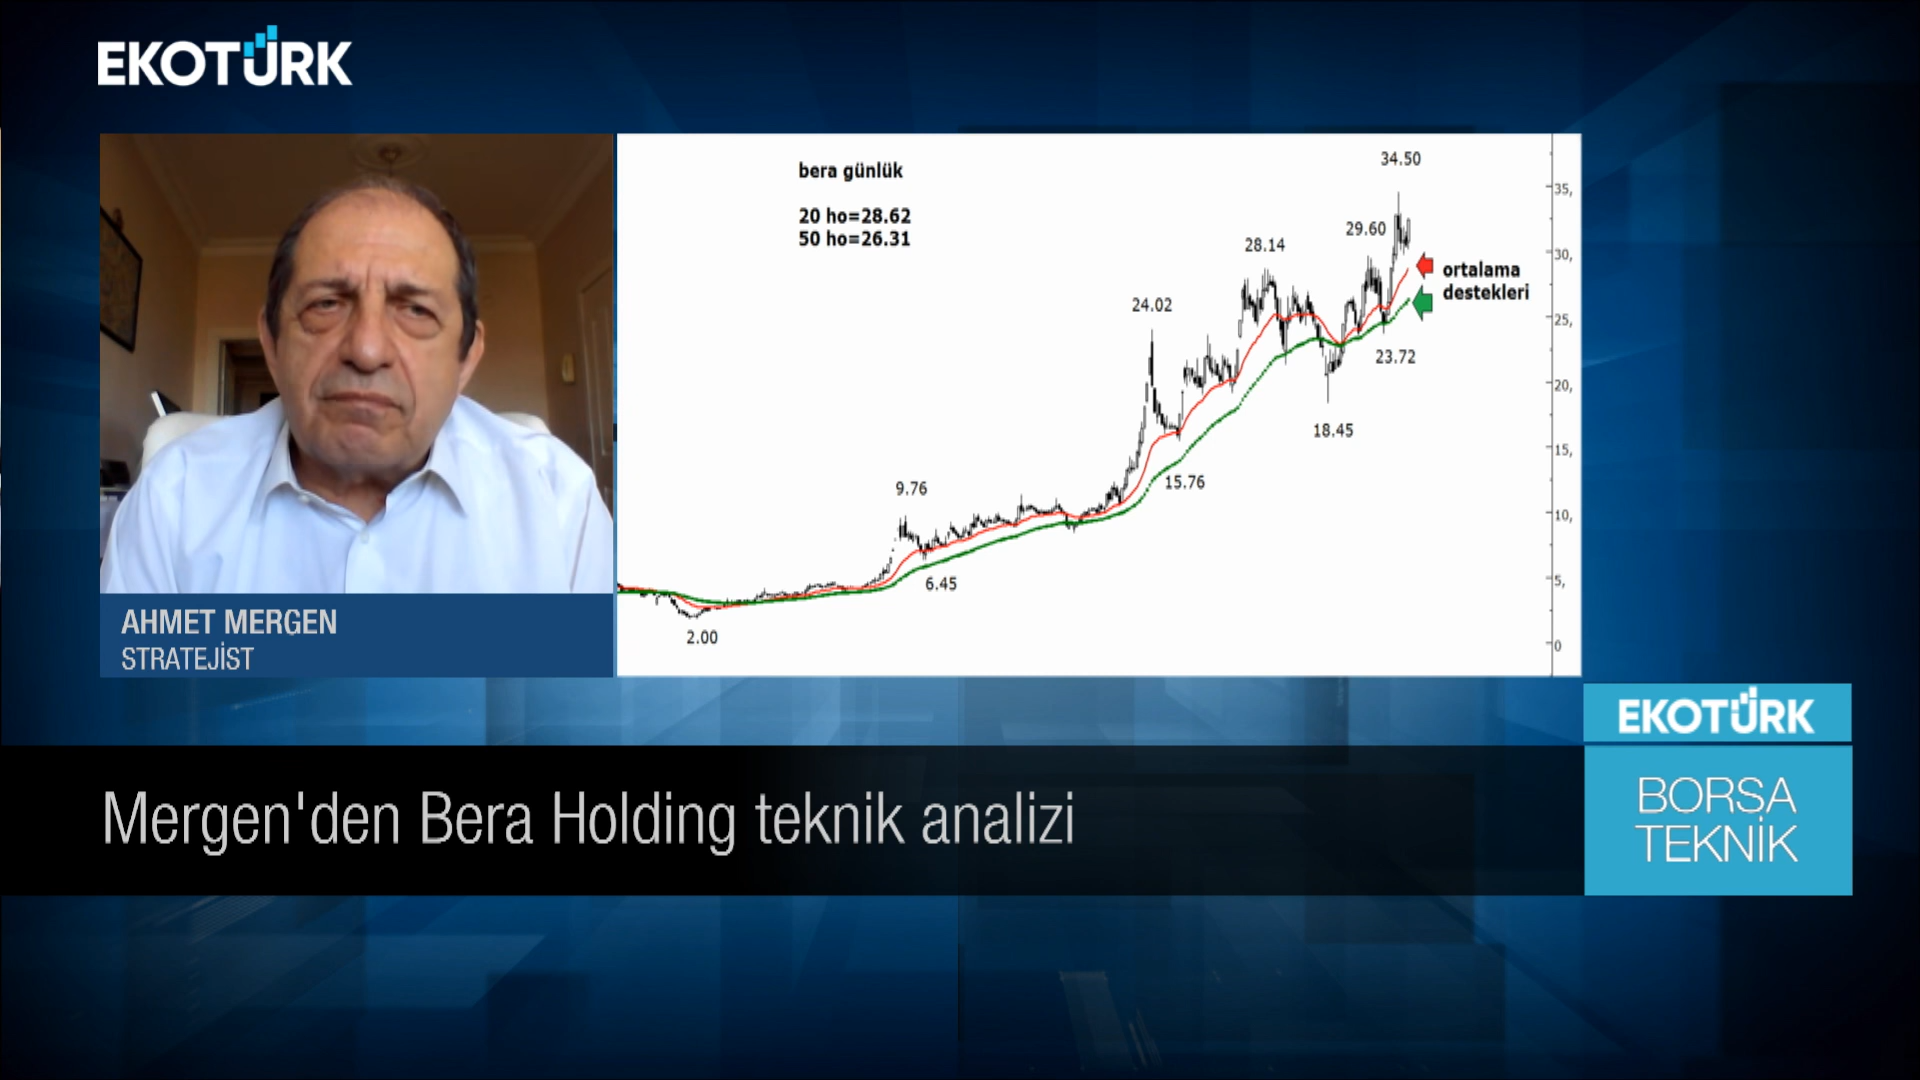 EKOTÜRK
bera günlük
20 ho=28.62
50 ho=26.31
34.50
29.60
28.14
24.02
ortalama
destekleri
23.72
18.45
15.76
9.76
6.45
2.00
35,
30,
25,
20,
15,
10,
5,
0
AHMET MERGEN
STRATEJİST
EKOTÜRK
Mergen'den Bera Holding teknik analizi
BORSA
TEKNİK